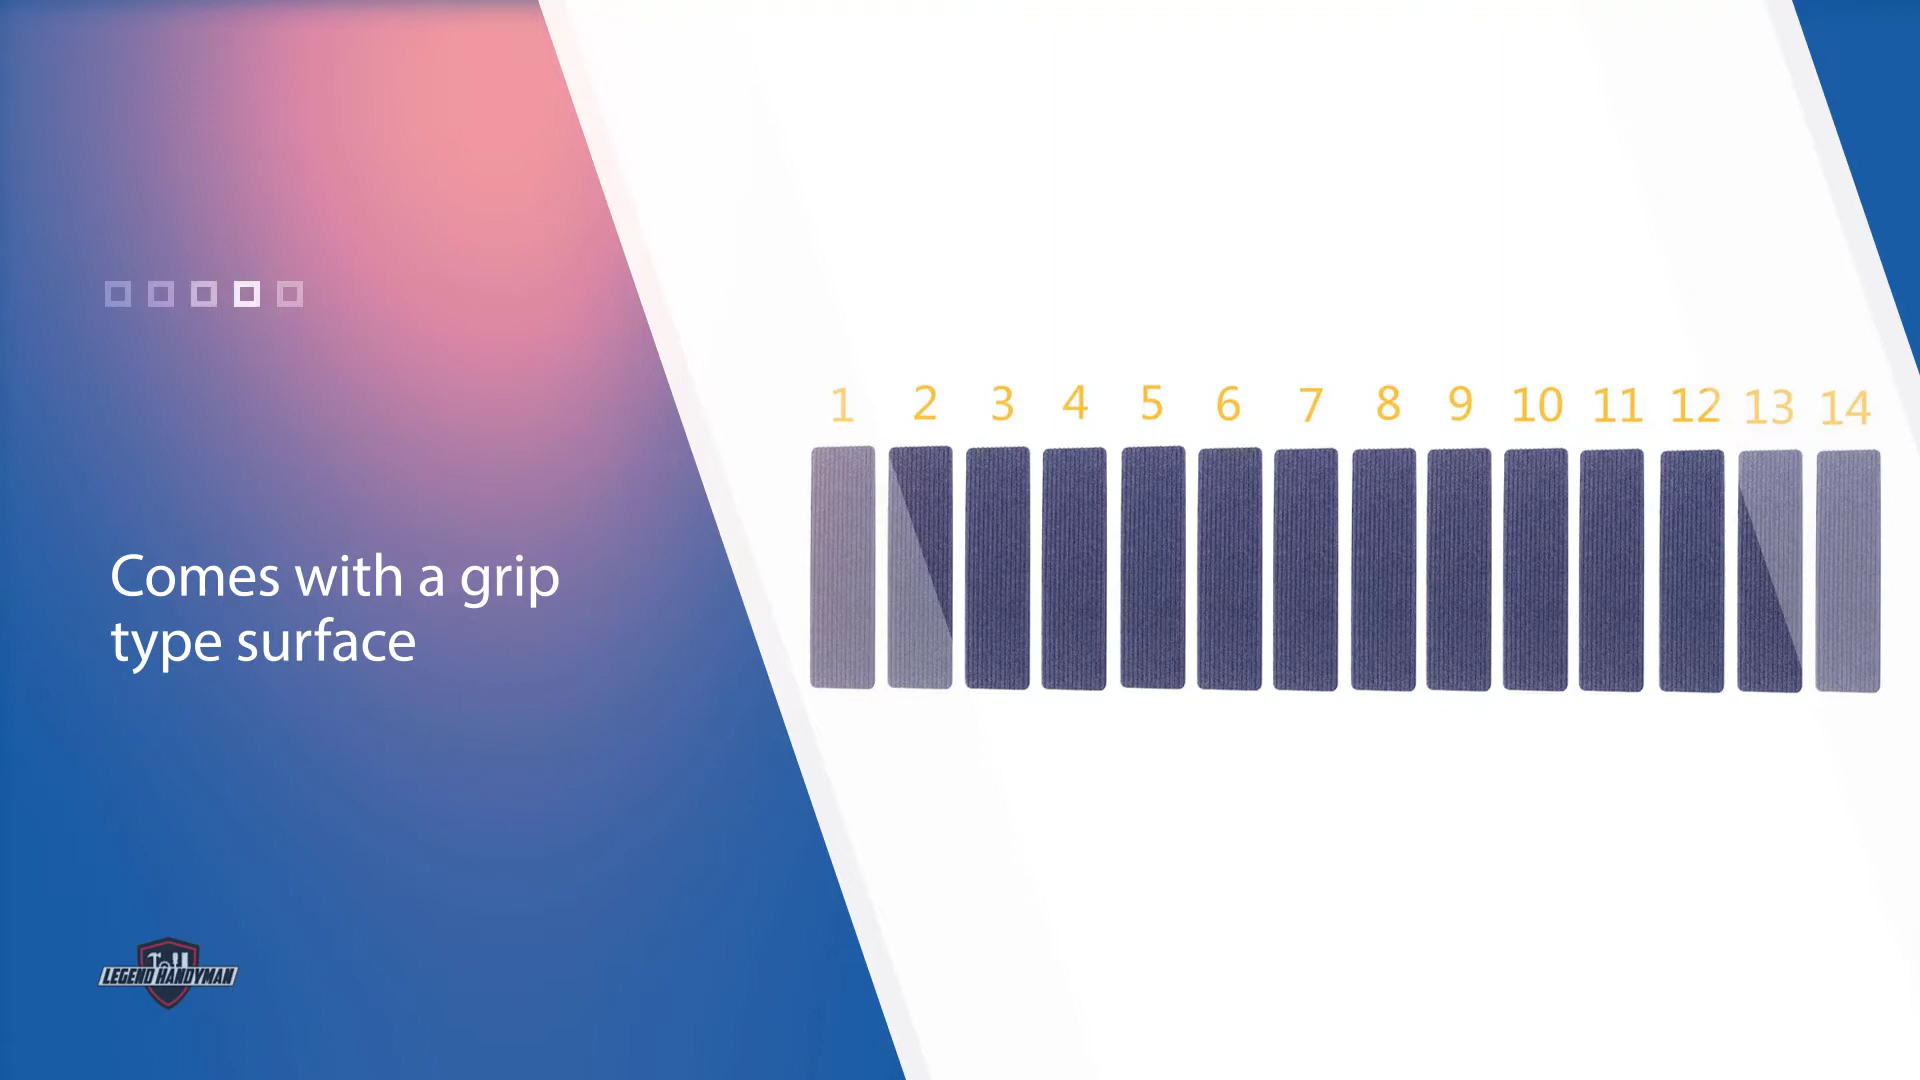 Comes with a grip
type surface
1 2 3 4 5 6 7 8 9 10 11 12 13 14
LEGEND HANDYMAN